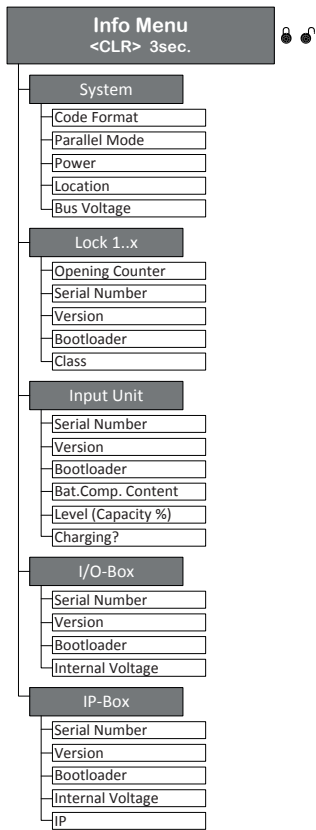 Info Menu
<CLR> 3sec.
System
Code Format
Parallel Mode
Power
Location
Bus Voltage
Lock 1..x
Opening Counter
Serial Number
Version
Bootloader
Class
Input Unit
Serial Number
Version
Bootloader
Bat.Comp. Content
Level (Capacity %)
Charging?
I/O-Box
Serial Number
Version
Bootloader
Internal Voltage
IP-Box
Serial Number
Version
Bootloader
Internal Voltage
IP